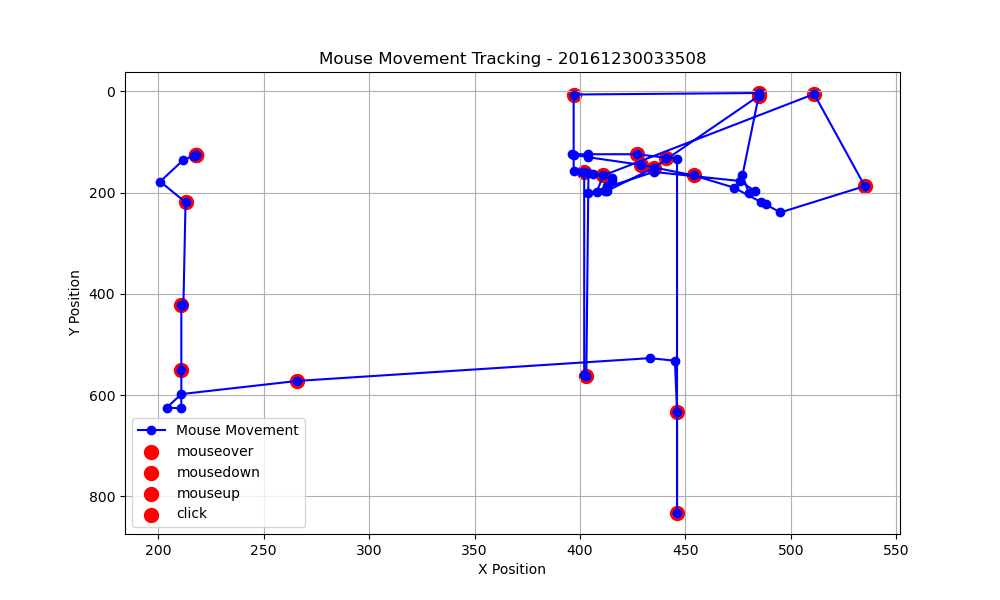 Mouse Movement Tracking - 20161230033508
0
200
400
600
800
Y Position
Mouse Movement
mouseover
mousedown
mouseup
click
200 250 300 350 400 450 500 550
X Position